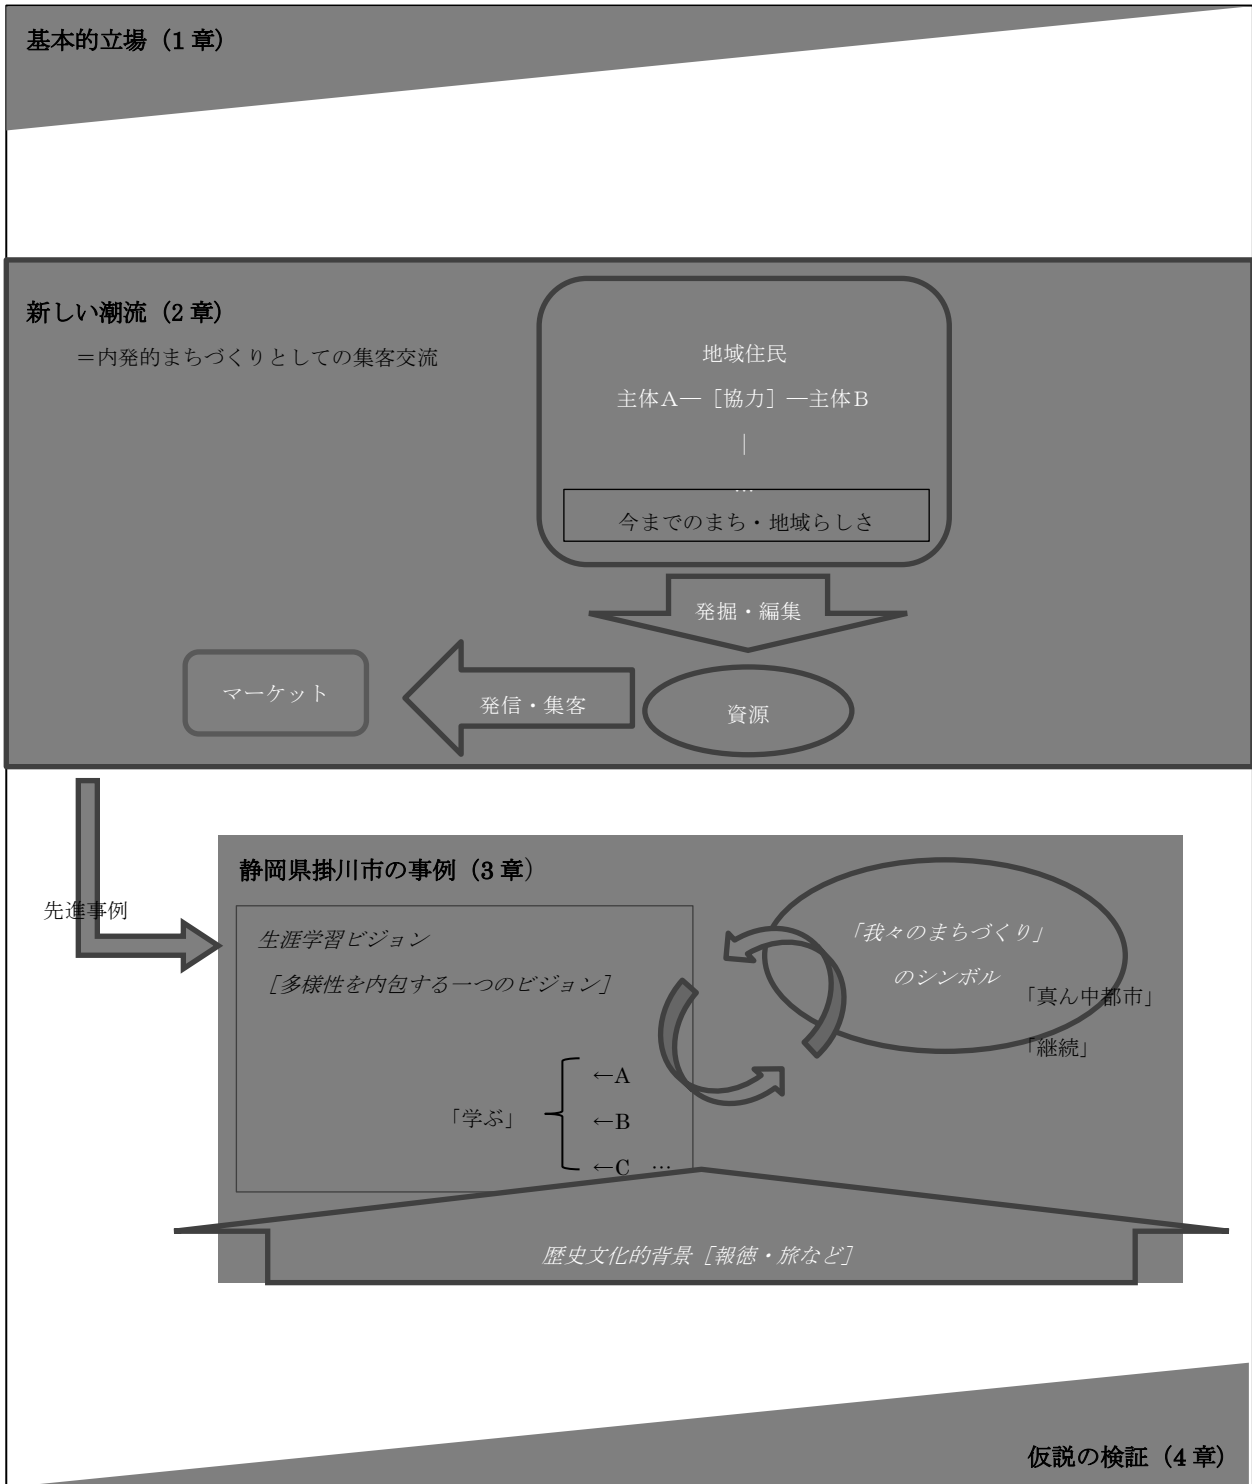 基本的立場（1 章）
新しい潮流（2 章）
＝内発的まちづくりとしての集客交流
地域住民
主体A―［協力］―主体B
｜
…
今までのまち・地域らしさ
発掘・編集
マーケット
発信・集客
資源
静岡県掛川市の事例（3 章）
先進事例
生涯学習ビジョン
［多様性を内包する一つのビジョン］
「我々のまちづくり」
のシンボル
「真ん中都市」
「継続」
←A
「学ぶ」
←B
←C …
歴史文化的背景［報徳・旅など］
仮説の検証（4 章）